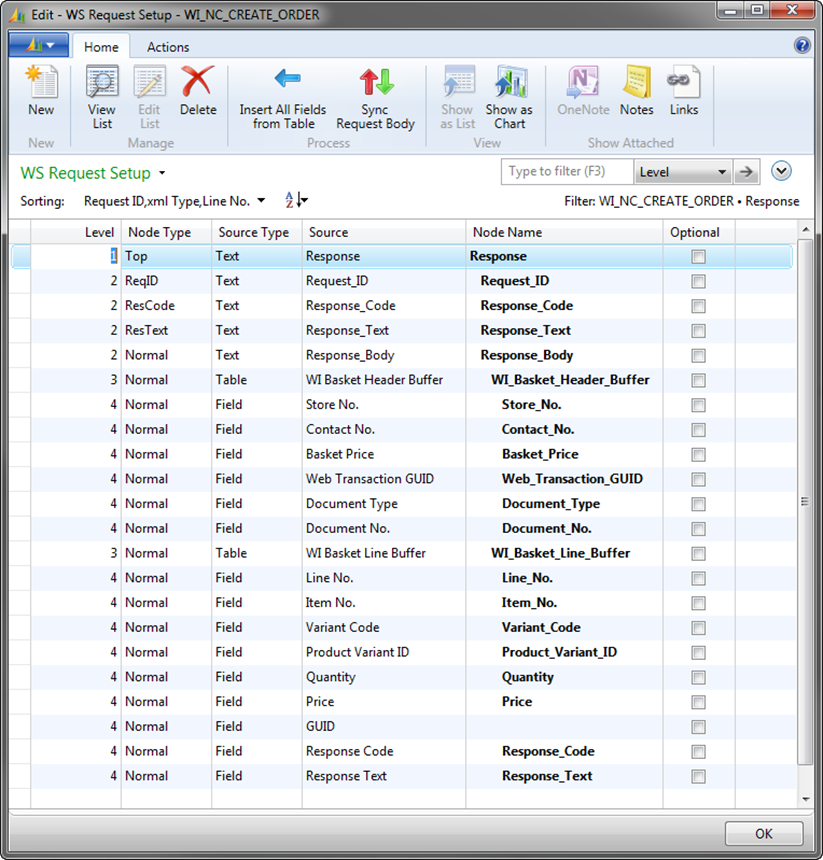 Edit - WS Request Setup - WI_NC_CREATE_ORDER
Home Actions
New View List Edit List Delete Insert All Fields from Table Sync Request Body Show as List Show as Chart OneNote Notes Links
New Manage Process View Show Attached
WS Request Setup Type to filter (F3) Level
Sorting: Request ID,xml Type,Line No. Filter: WI_NC_CREATE_ORDER • Response
Level Node Type Source Type Source Node Name Optional
1 Top Text Response Response
2 ReqID Text Request_ID Request_ID
2 ResCode Text Response_Code Response_Code
2 ResText Text Response_Text Response_Text
2 Normal Text Response_Body Response_Body
3 Normal Table WI Basket Header Buffer WI_Basket_Header_Buffer
4 Normal Field Store No. Store_No.
4 Normal Field Contact No. Contact_No.
4 Normal Field Basket Price Basket_Price
4 Normal Field Web Transaction GUID Web_Transaction_GUID
4 Normal Field Document Type Document_Type
4 Normal Field Document No. Document_No.
3 Normal Table WI Basket Line Buffer WI_Basket_Line_Buffer
4 Normal Field Line No. Line_No.
4 Normal Field Item No. Item_No.
4 Normal Field Variant Code Variant_Code
4 Normal Field Product Variant ID Product_Variant_ID
4 Normal Field Quantity Quantity
4 Normal Field Price Price
4 Normal Field GUID
4 Normal Field Response Code Response_Code
4 Normal Field Response Text Response_Text
OK